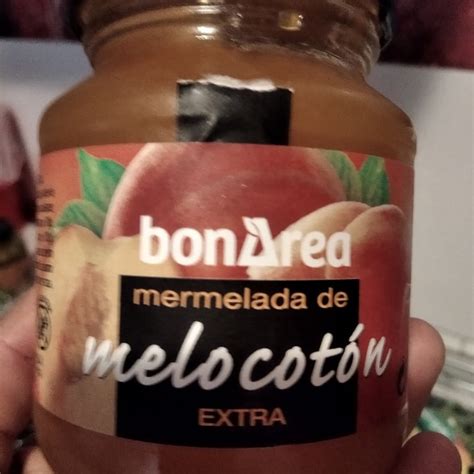 bonÀrea
mermelada de
melocotón
EXTRA